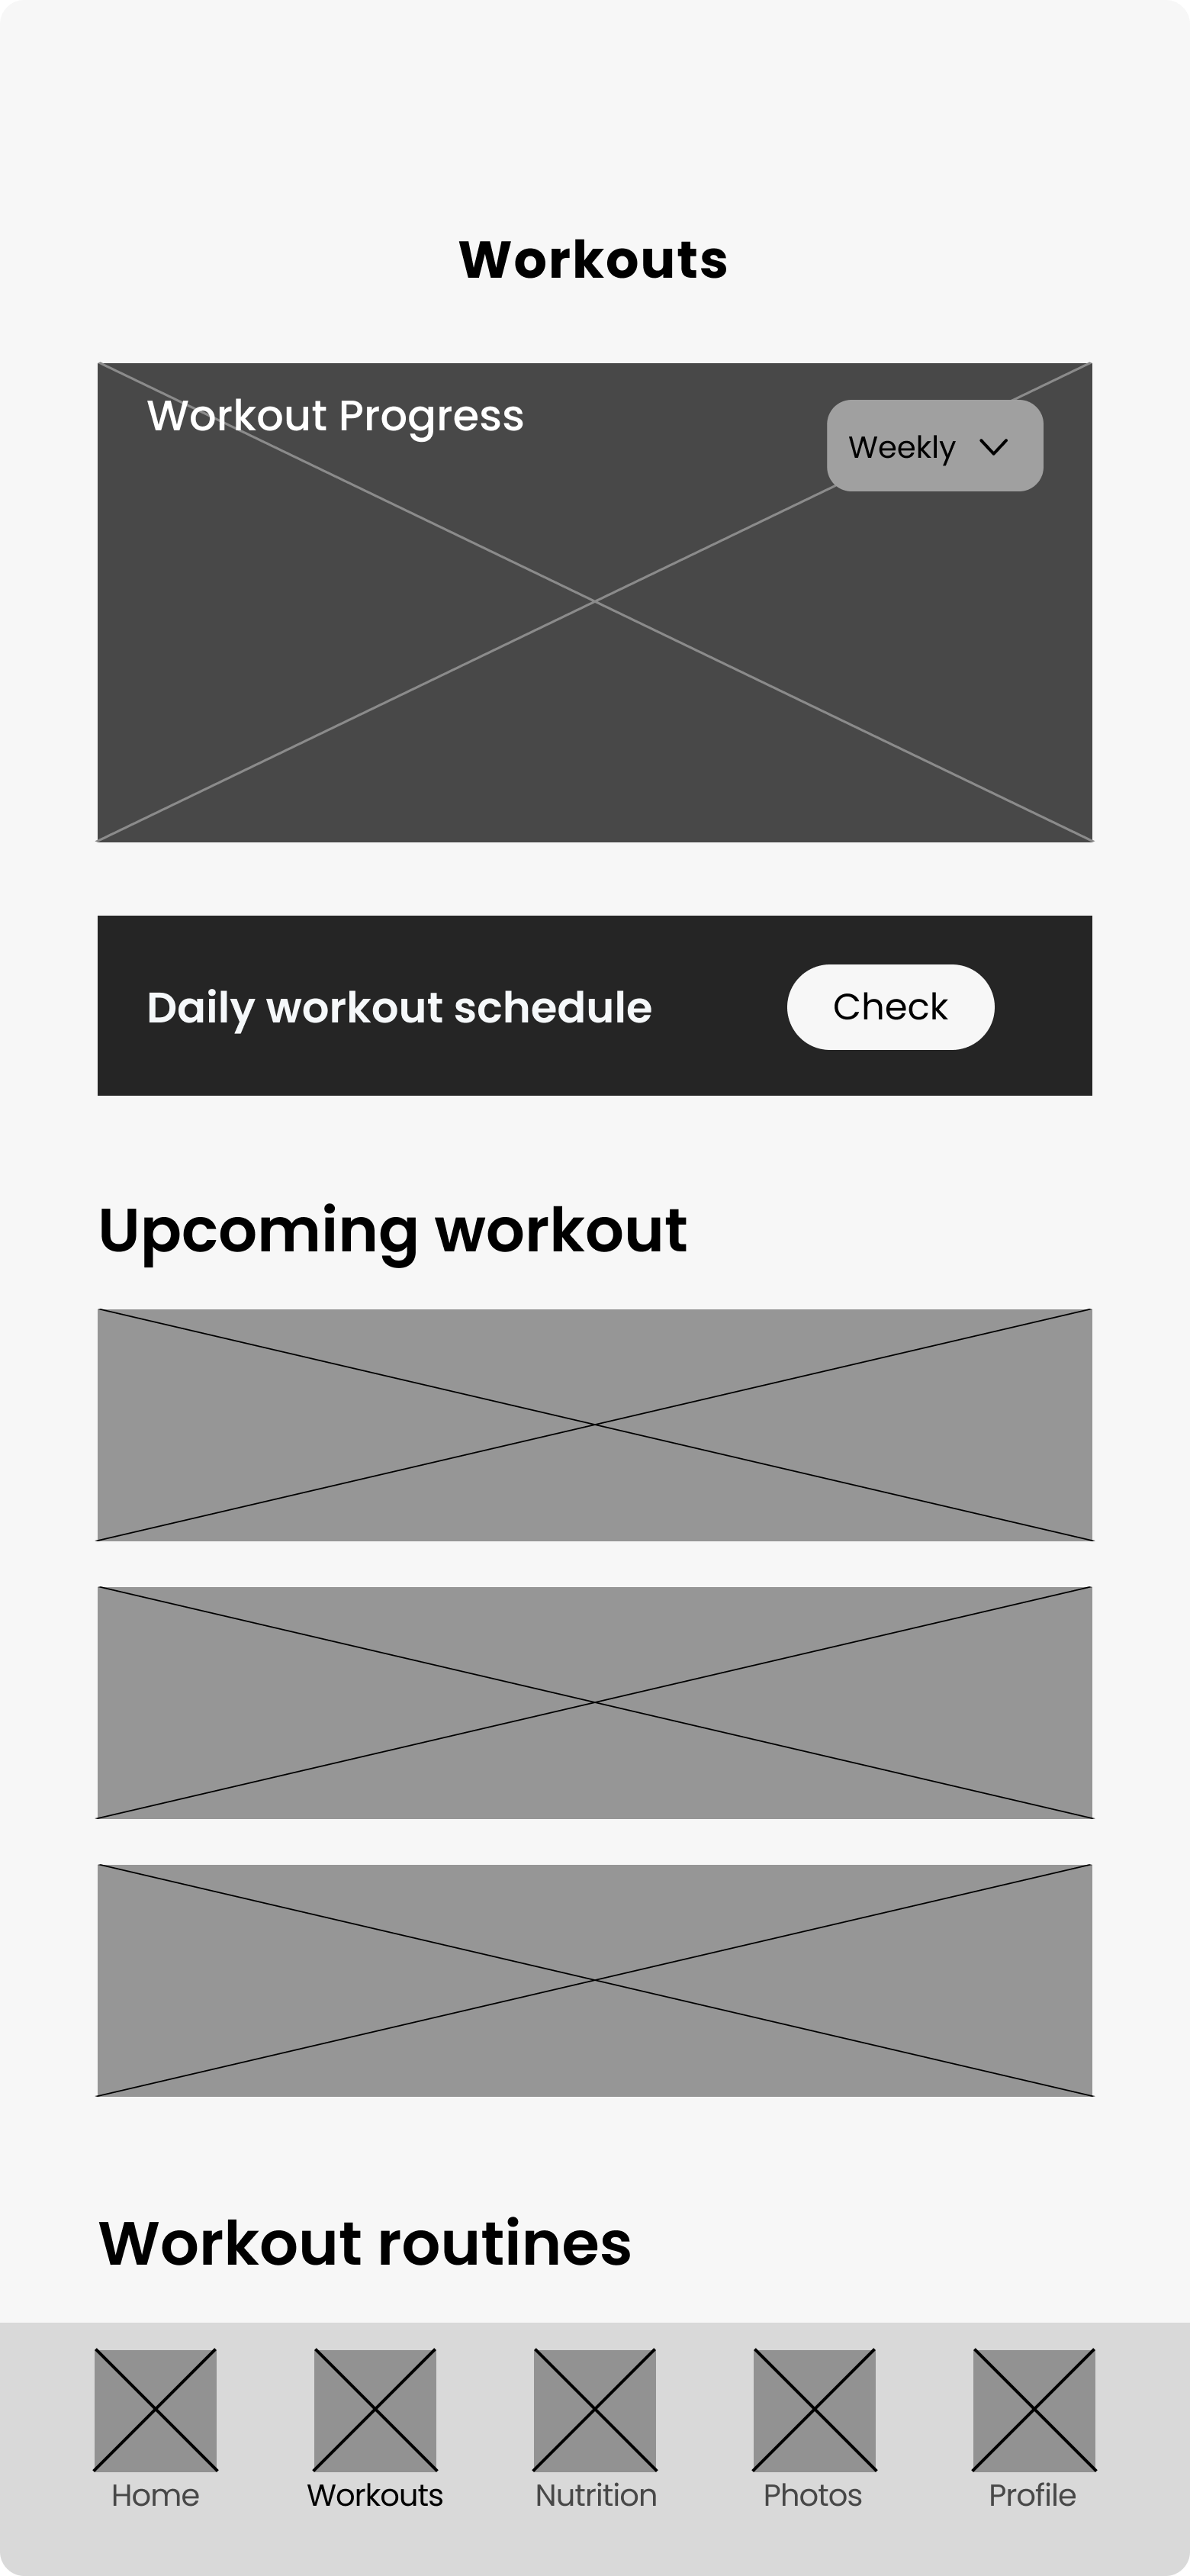 Workouts
Workout Progress
Weekly
Daily workout schedule
Check
Upcoming workout
Workout routines
Home
Workouts
Nutrition
Photos
Profile